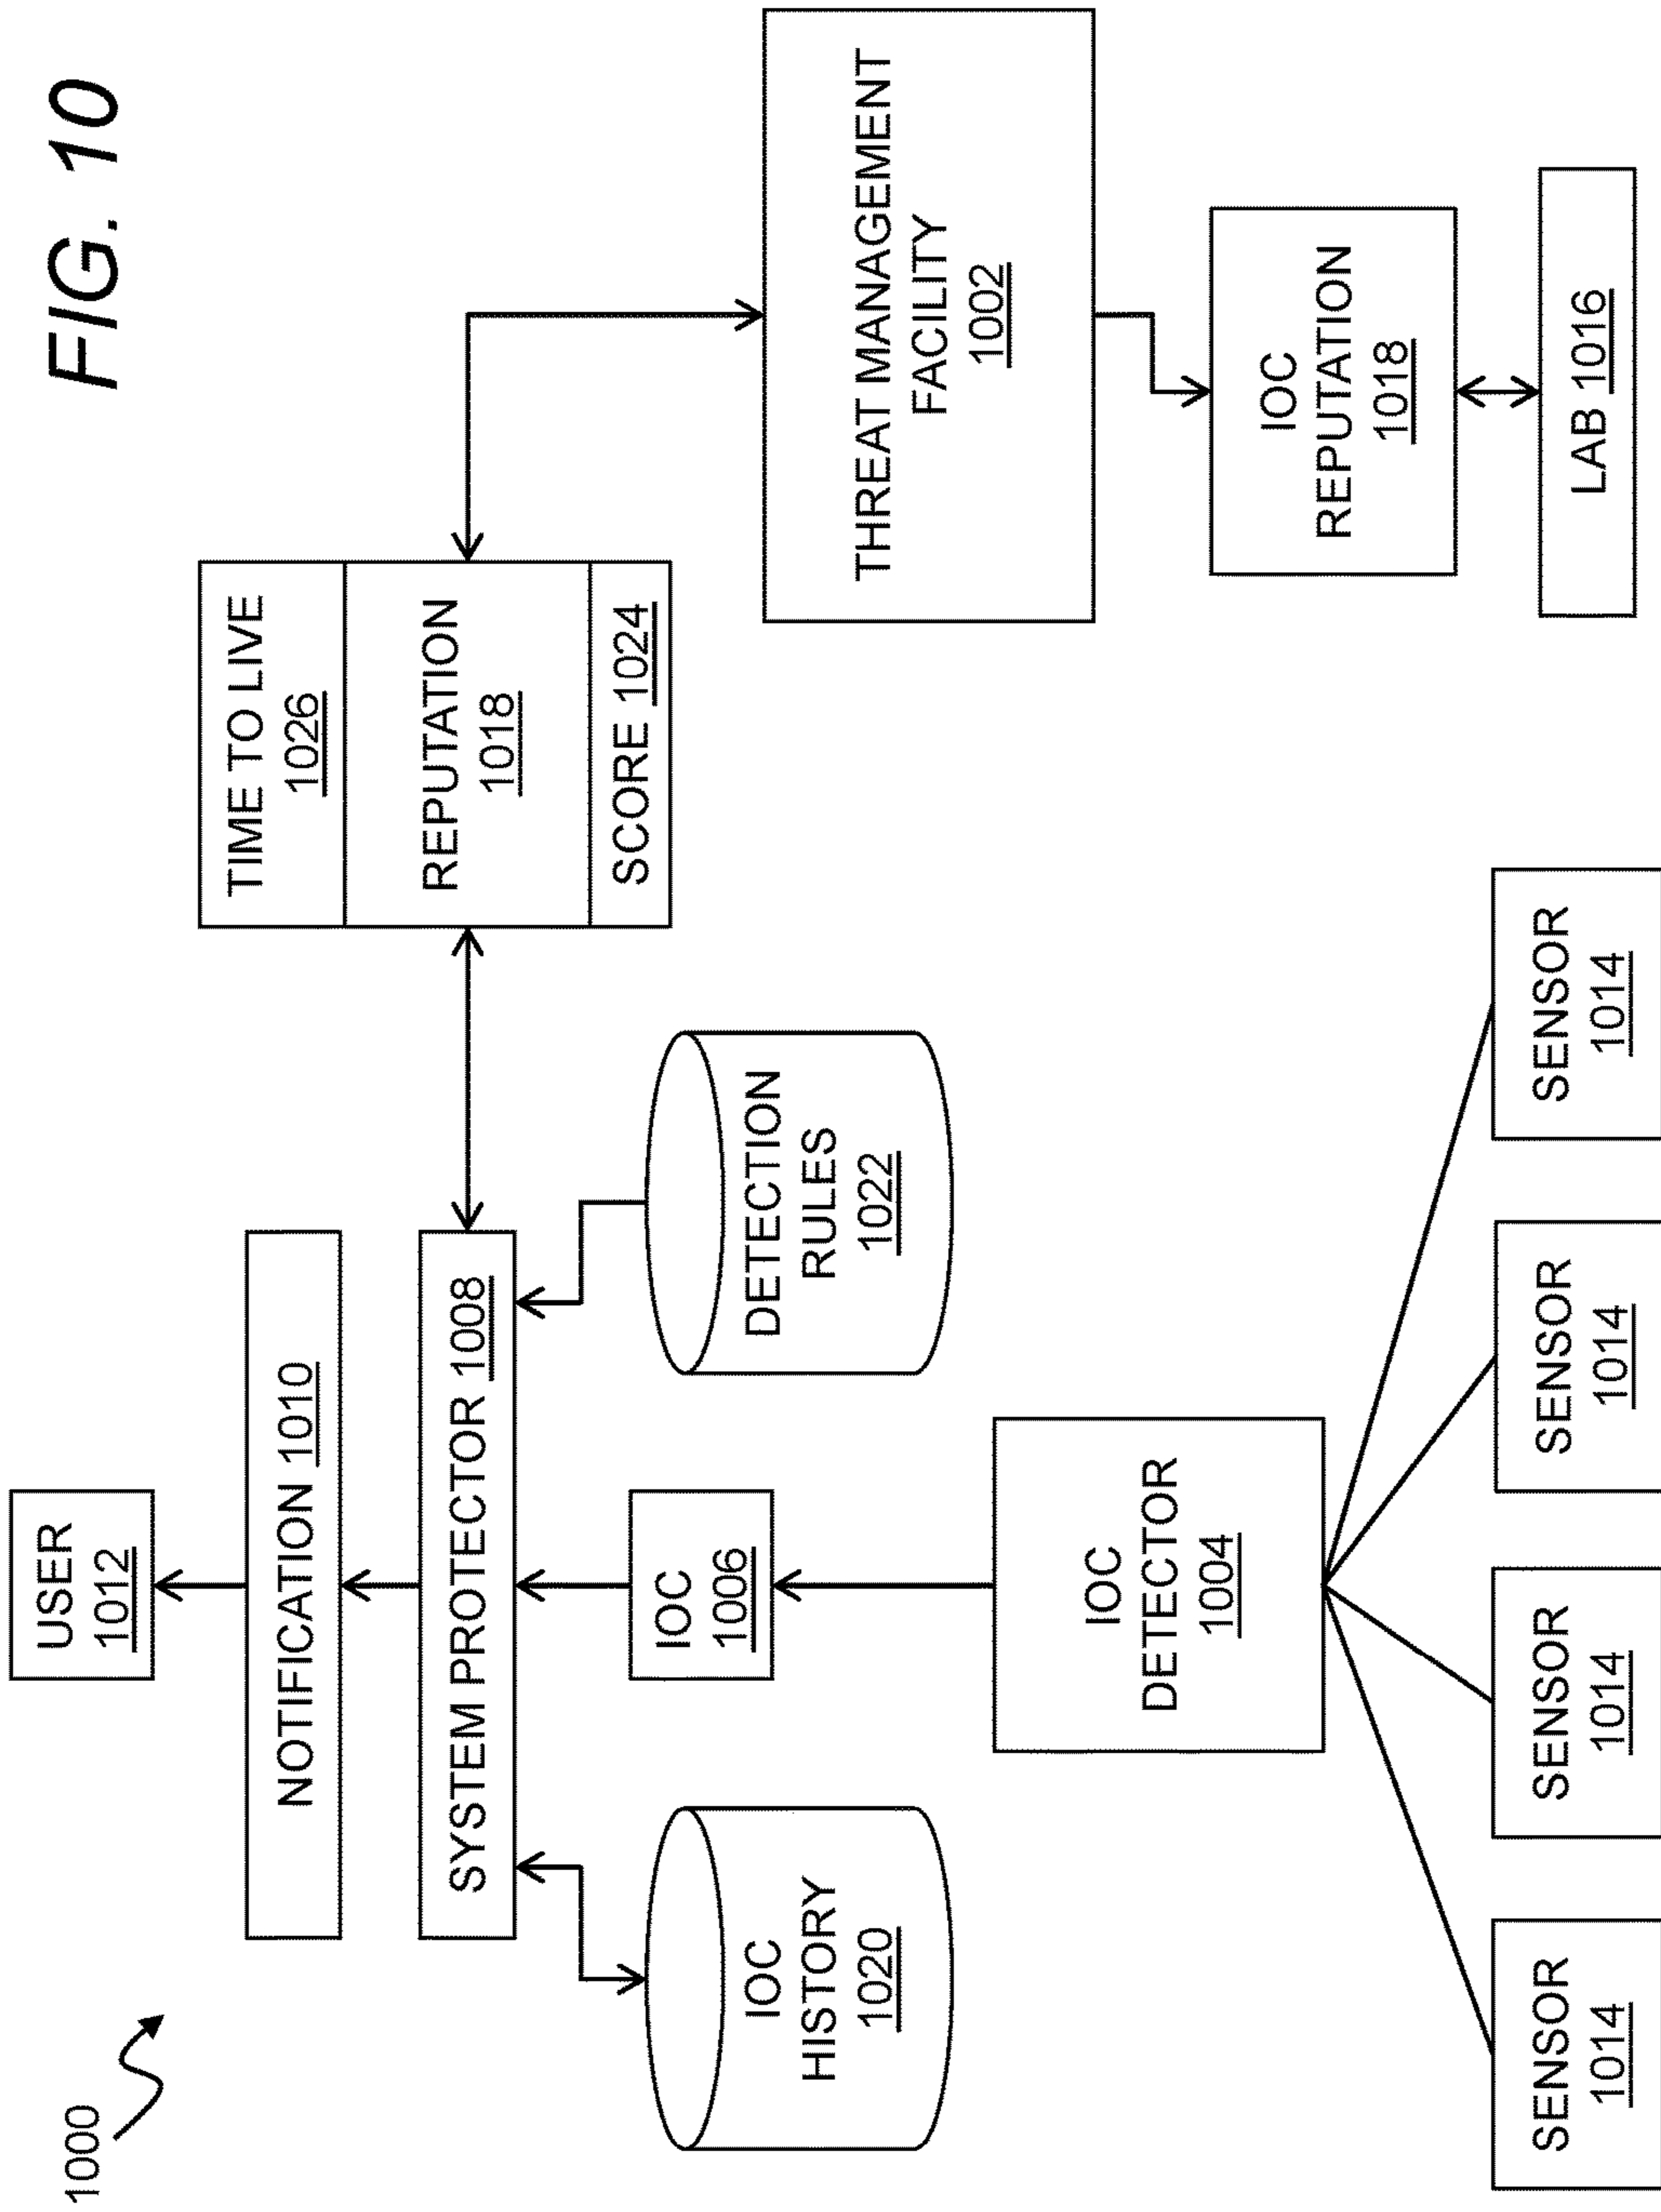 1000
FIG. 10
USER
1012
NOTIFICATION 1010
TIME TO LIVE
1026
SYSTEM PROTECTOR 1008
REPUTATION
1018
SCORE 1024
IOC
1006
IOC
HISTORY
1020
DETECTION
RULES
1022
THREAT MANAGEMENT
FACILITY
1002
IOC
DETECTOR
1004
IOC
REPUTATION
1018
SENSOR
1014
SENSOR
1014
SENSOR
1014
SENSOR
1014
LAB 1016